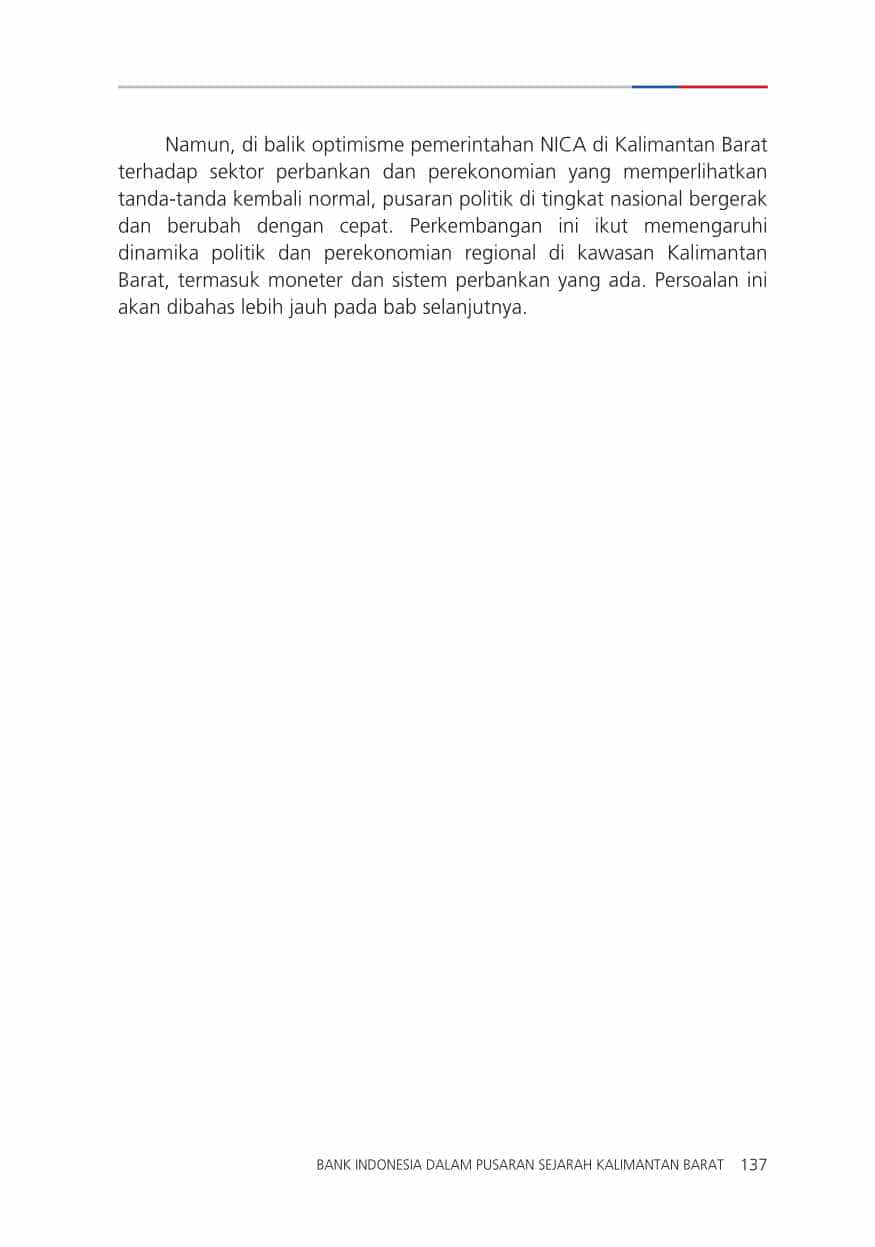 Namun, di balik optimisme pemerintahan NICA di Kalimantan Barat
terhadap sektor perbankan dan perekonomian yang memperlihatkan
tanda-tanda kembali normal, pusaran politik di tingkat nasional bergerak
dan berubah dengan cepat. Perkembangan ini ikut memengaruhi
dinamika politik dan perekonomian regional di kawasan Kalimantan
Barat, termasuk moneter dan sistem perbankan yang ada. Persoalan ini
akan dibahas lebih jauh pada bab selanjutnya.
BANK INDONESIA DALAM PUSARAN SEJARAH KALIMANTAN BARAT 137